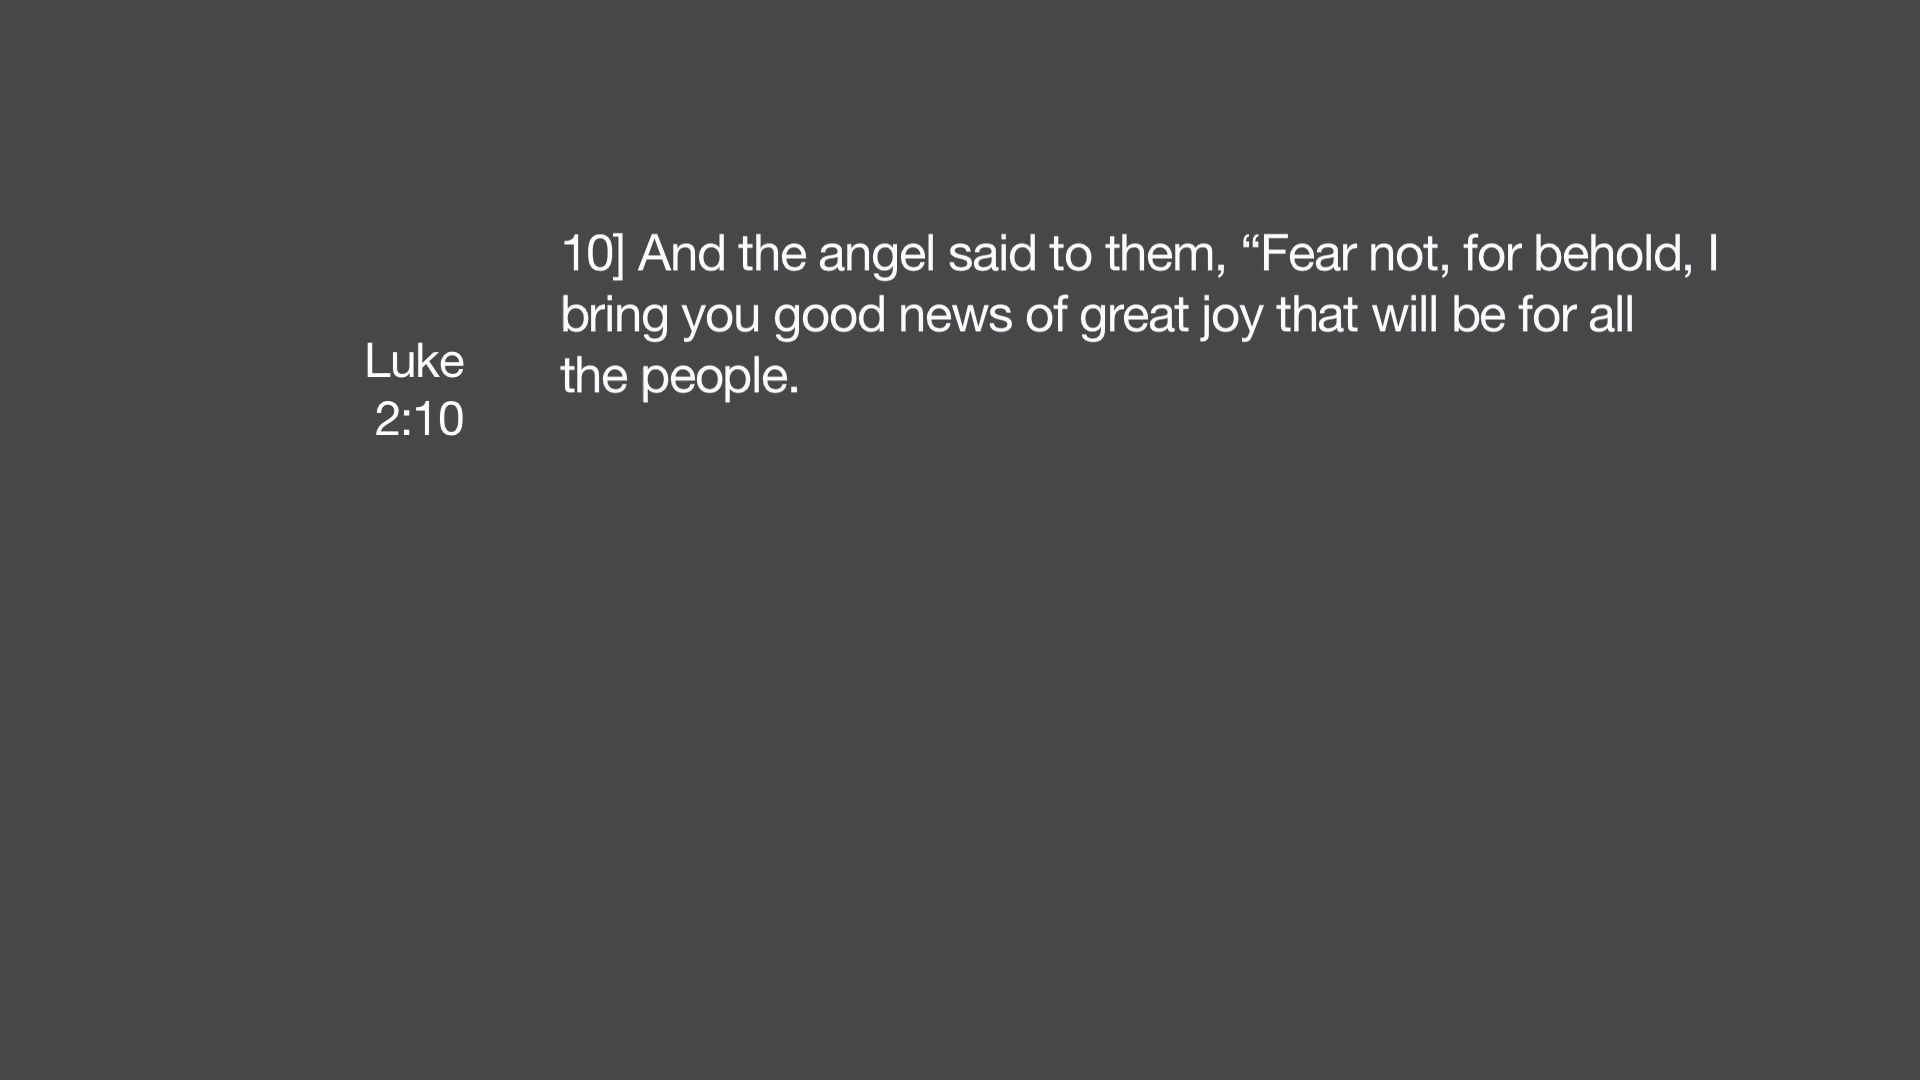 Luke
2:10
10] And the angel said to them, “Fear not, for behold, I
bring you good news of great joy that will be for all
the people.